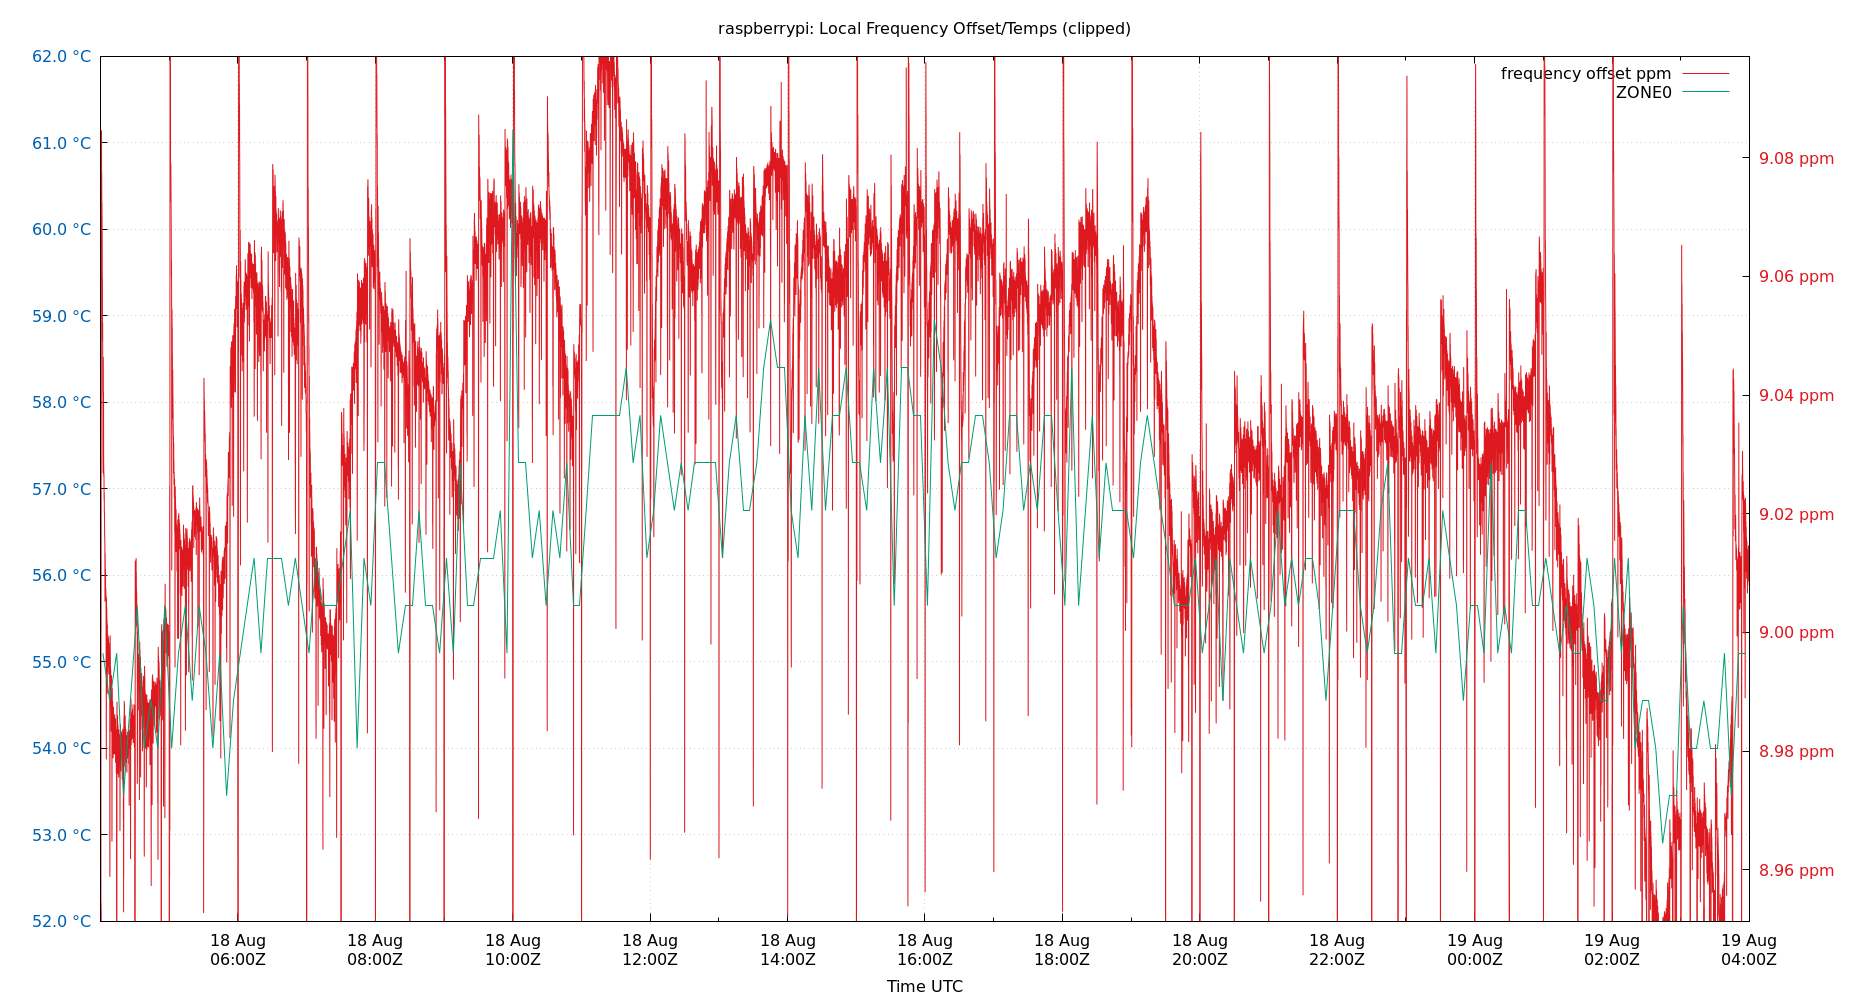 raspberrypi: Local Frequency Offset/Temps (clipped)
frequency offset ppm
ZONE0
62.0 °C
61.0 °C
60.0 °C
59.0 °C
58.0 °C
57.0 °C
56.0 °C
55.0 °C
54.0 °C
53.0 °C
52.0 °C
9.08 ppm
9.06 ppm
9.04 ppm
9.02 ppm
9.00 ppm
8.98 ppm
8.96 ppm
18 Aug 18 Aug 18 Aug 18 Aug 18 Aug 18 Aug 18 Aug 18 Aug 18 Aug 19 Aug 19 Aug 19 Aug
06:00Z 08:00Z 10:00Z 12:00Z 14:00Z 16:00Z 18:00Z 20:00Z 22:00Z 00:00Z 02:00Z 04:00Z
Time UTC